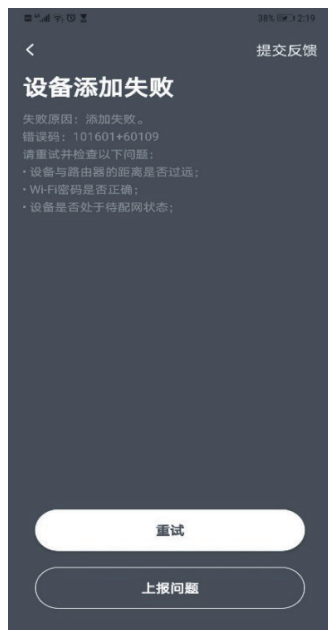 38% 12:19
提交反馈
设备添加失败
失败原因：添加失败。
错误码：101601+60109
请重试并检查以下问题：
·设备与路由器的距离是否过远；
·Wi-Fi密码是否正确；
·设备是否处于待配网状态；
重试
上报问题